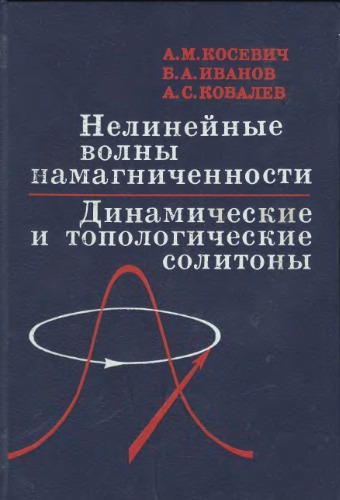 А.М.КОСЕВИЧ
Б.А.ИВАНОВ
А.С.КОВАЛЕВ
Нелинейные
волны
намагниченности
Динамические
и топологические
солитоны